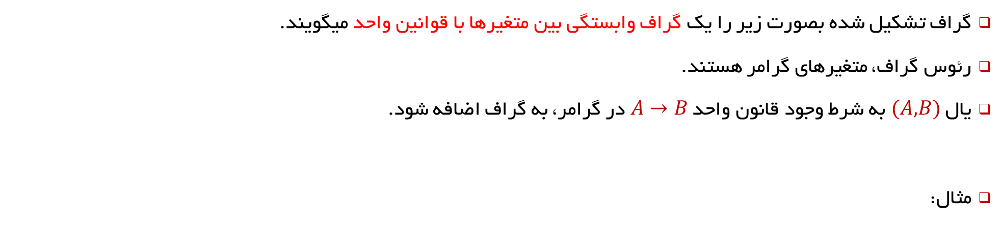 ❑ گراف تشکیل شده بصورت زیر را یک گراف وابستگی بین متغیرها با قوانین واحد میگویند.
❑ رئوس گراف، متغیرهای گرامر هستند.
❑ یال (A,B) به شرط وجود قانون واحد A → B در گرامر، به گراف اضافه شود.
❑ مثال: